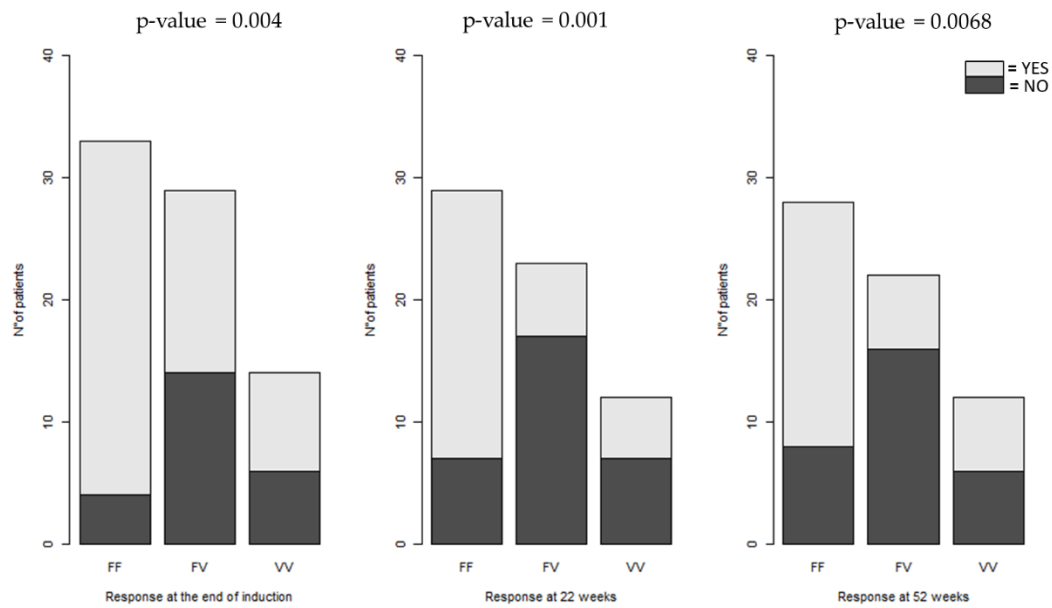 p-value = 0.004
40
30
20
10
0
N°of patients
FF FV VV
Response at the end of induction
p-value = 0.001
40
30
20
10
0
N°of patients
FF FV VV
Response at 22 weeks
p-value = 0.0068
40
30
20
10
0
N°of patients
FF FV VV
Response at 52 weeks
= YES
= NO